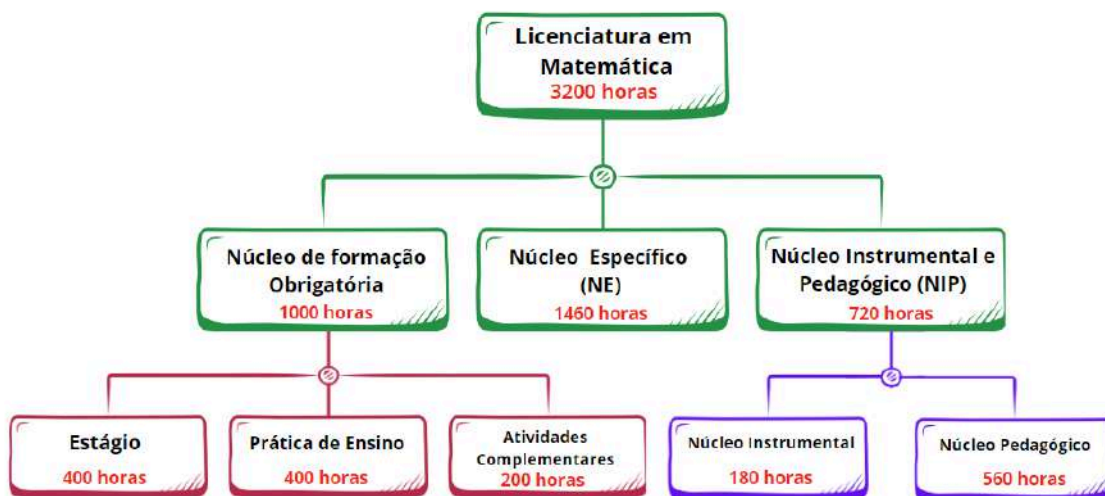 Licenciatura em
Matemática
3200 horas
Núcleo de formação
Obrigatória
1000 horas
Núcleo Específico
(NE)
1460 horas
Núcleo Instrumental e
Pedagógico (NIP)
720 horas
Estágio
400 horas
Prática de Ensino
400 horas
Atividades
Complementares
200 horas
Núcleo Instrumental
180 horas
Núcleo Pedagógico
560 horas